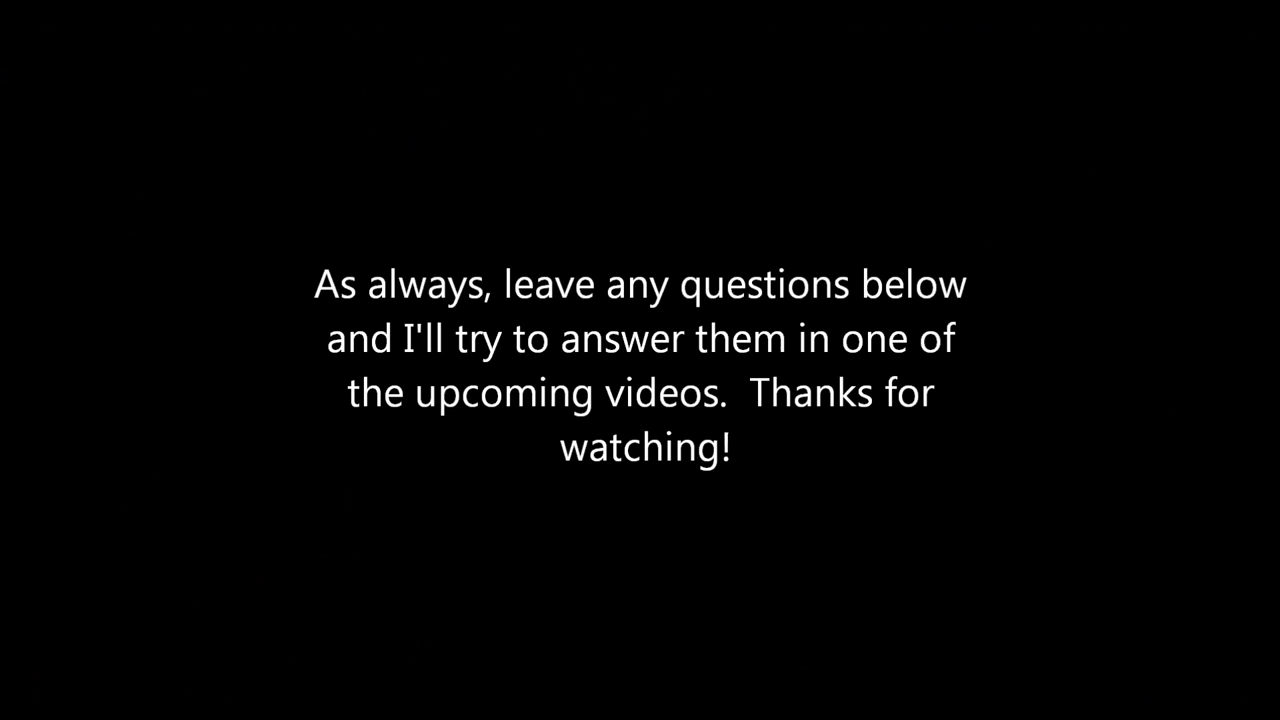 As always, leave any questions below
and I'll try to answer them in one of
the upcoming videos.  Thanks for
watching!